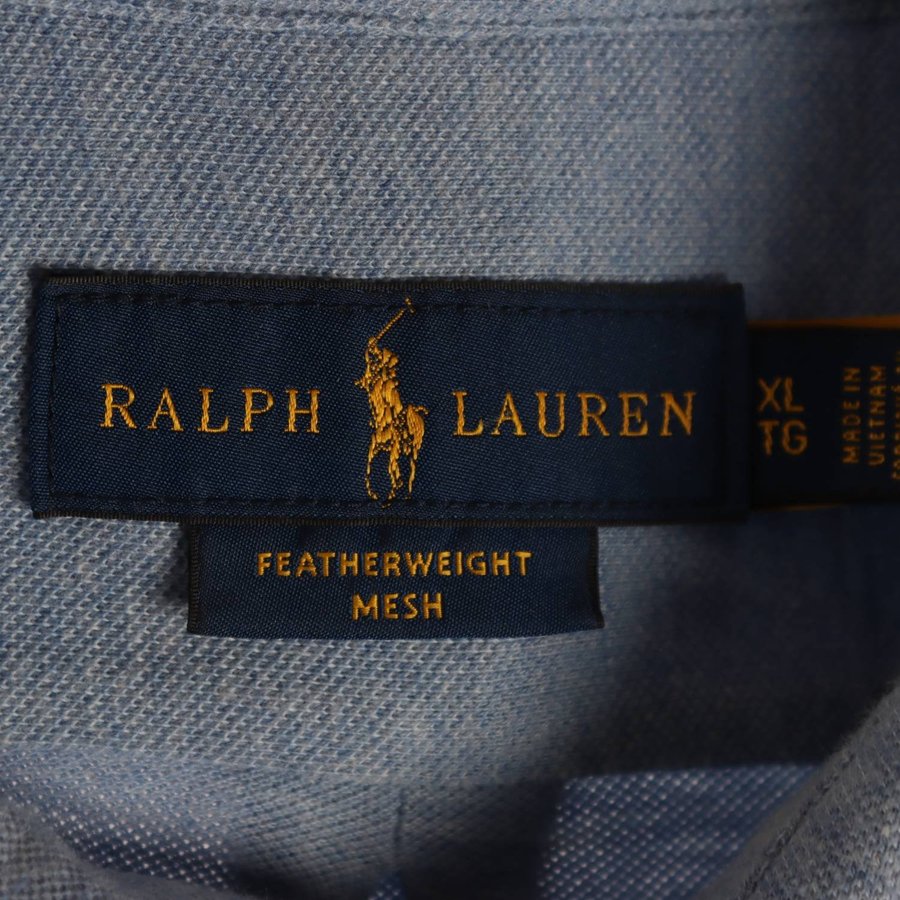 RALPH LAUREN
FEATHERWEIGHT
MESH
XL
TG
MADE IN
VIETNAM